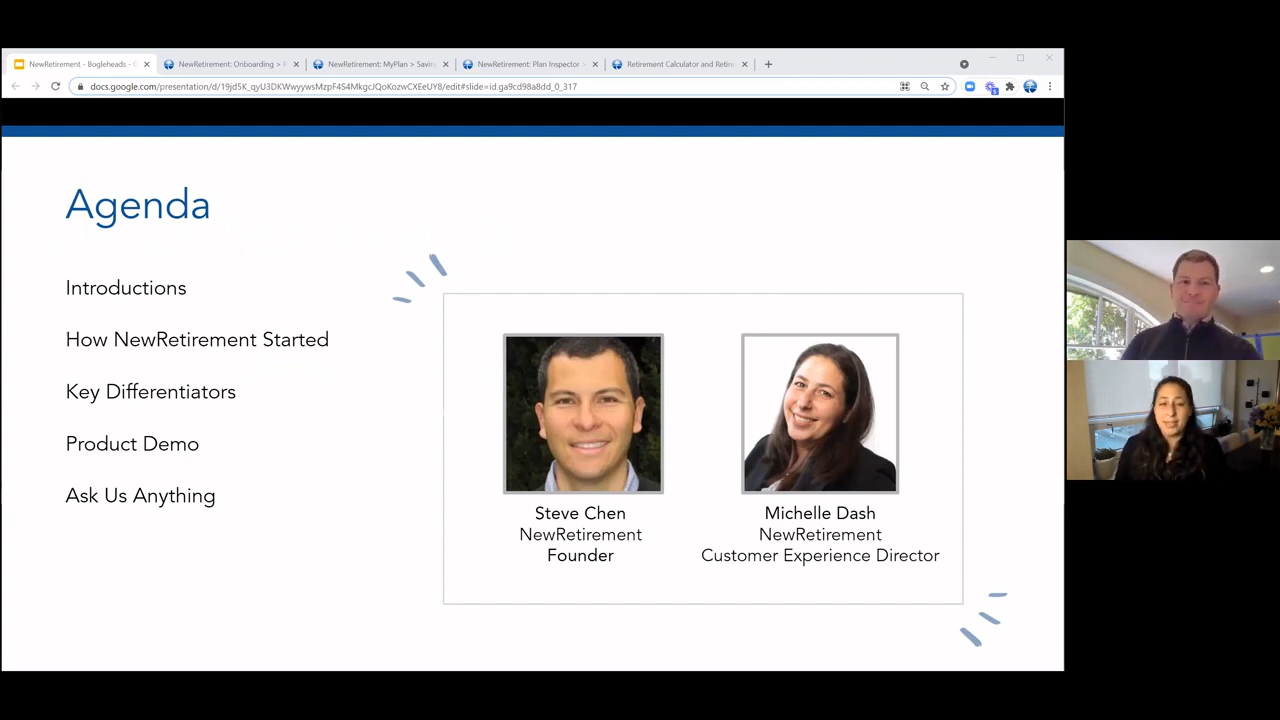 NewRetirement - Bogleheads - G
NewRetirement: Onboarding >
NewRetirement: MyPlan > Savin
NewRetirement: Plan Inspector >
Retirement Calculator and Retire
docs.google.com/presentation/d/19jd5K_qyU3DKWwyywsMzpF4S4MkgcJQoKozwCXEeUY8/edit#slide=id.ga9cd98a8dd_0_317
Agenda
Introductions
How NewRetirement Started
Key Differentiators
Product Demo
Ask Us Anything
Steve Chen
NewRetirement
Founder
Michelle Dash
NewRetirement
Customer Experience Director